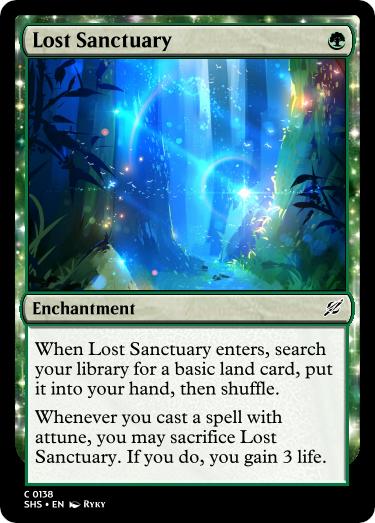 Lost Sanctuary
Enchantment
When Lost Sanctuary enters, search
your library for a basic land card, put
it into your hand, then shuffle.
Whenever you cast a spell with
attune, you may sacrifice Lost
Sanctuary. If you do, you gain 3 life.
C 0138
SHS • EN Ryky